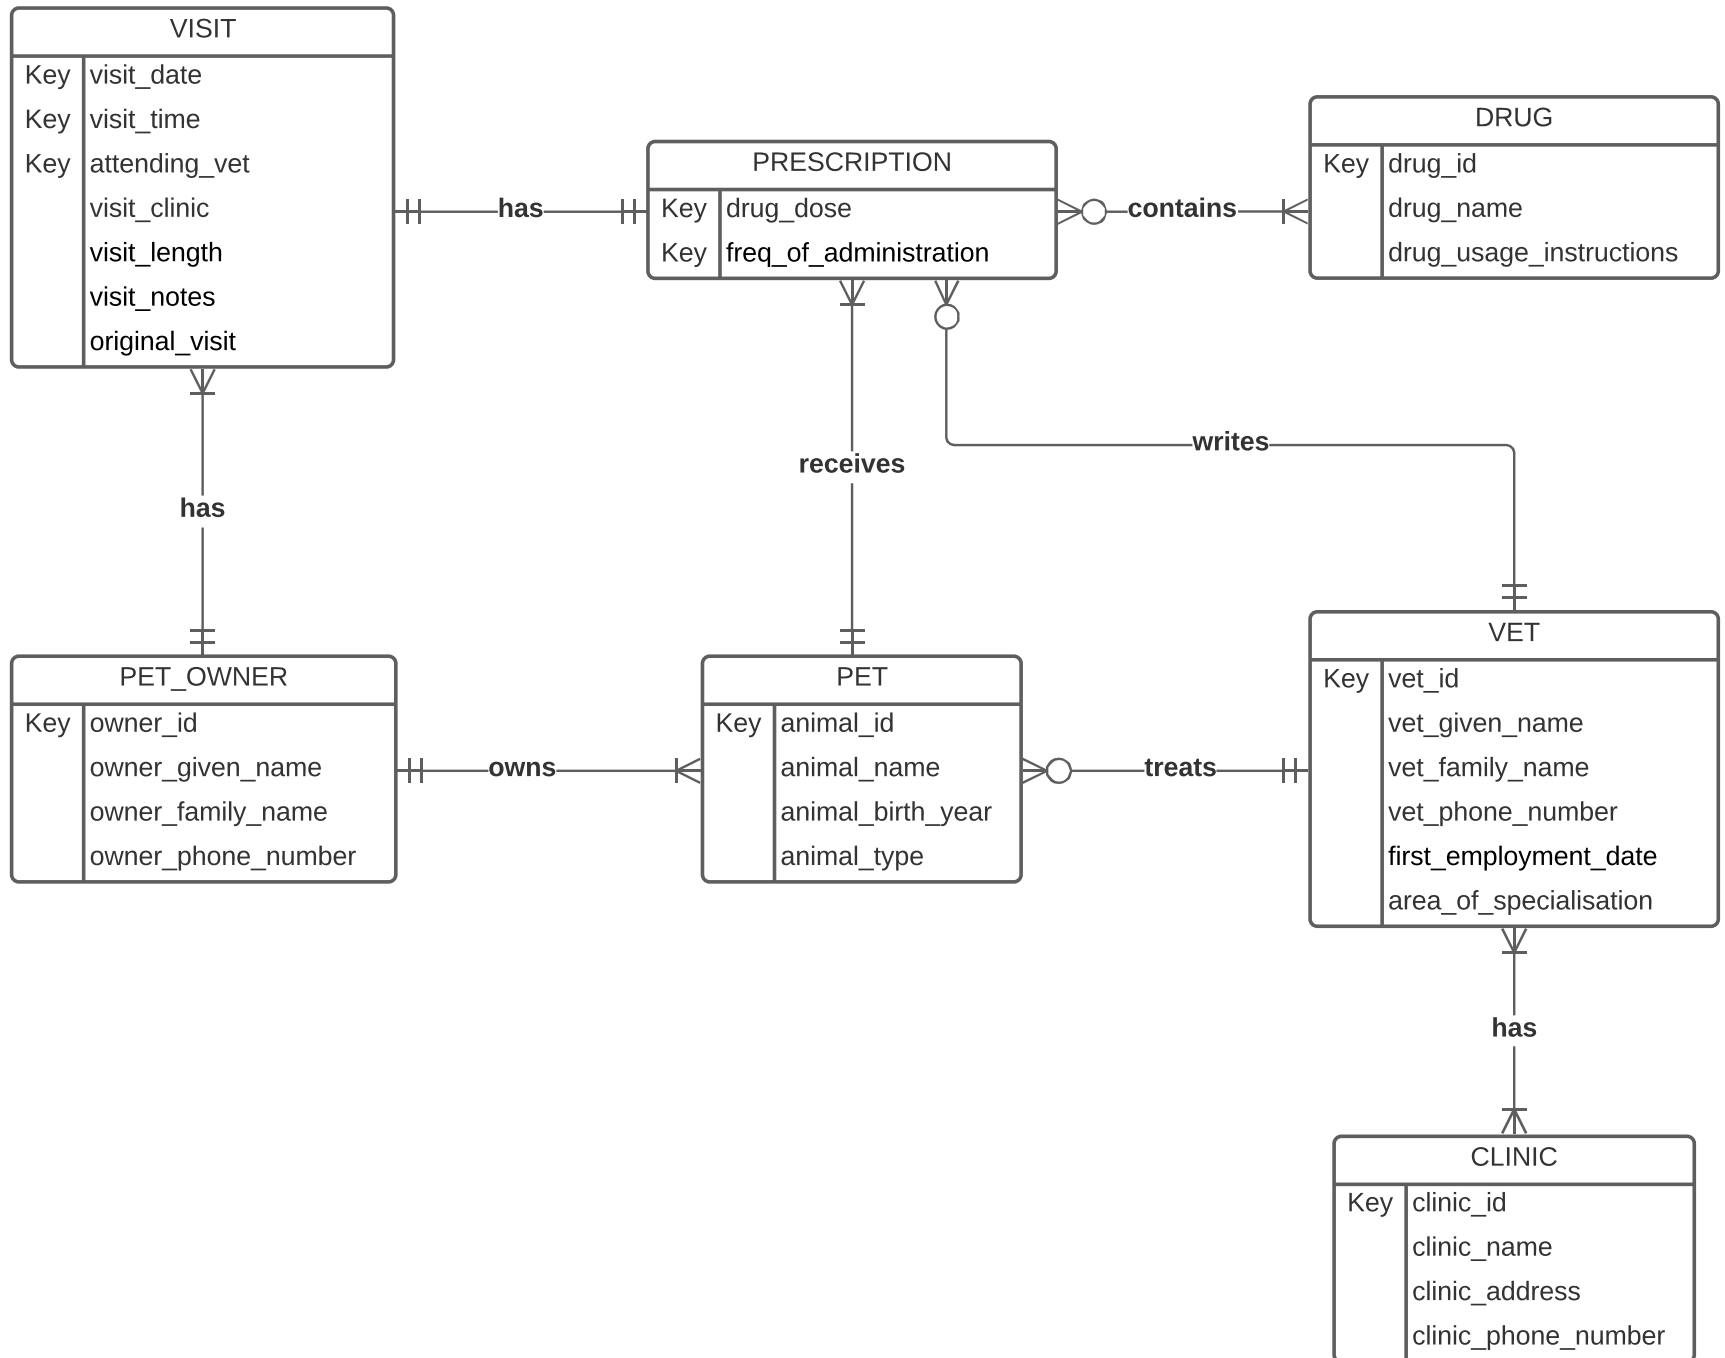 VISIT
Key visit_date
Key visit_time
Key attending_vet
visit_clinic
visit_length
visit_notes
original_visit
has
PRESCRIPTION
Key drug_dose
Key freq_of_administration
contains
DRUG
Key drug_id
drug_name
drug_usage_instructions
has
receives
writes
PET_OWNER
Key owner_id
owner_given_name
owner_family_name
owner_phone_number
owns
PET
Key animal_id
animal_name
animal_birth_year
animal_type
treats
VET
Key vet_id
vet_given_name
vet_family_name
vet_phone_number
first_employment_date
area_of_specialisation
has
CLINIC
Key clinic_id
clinic_name
clinic_address
clinic_phone_number